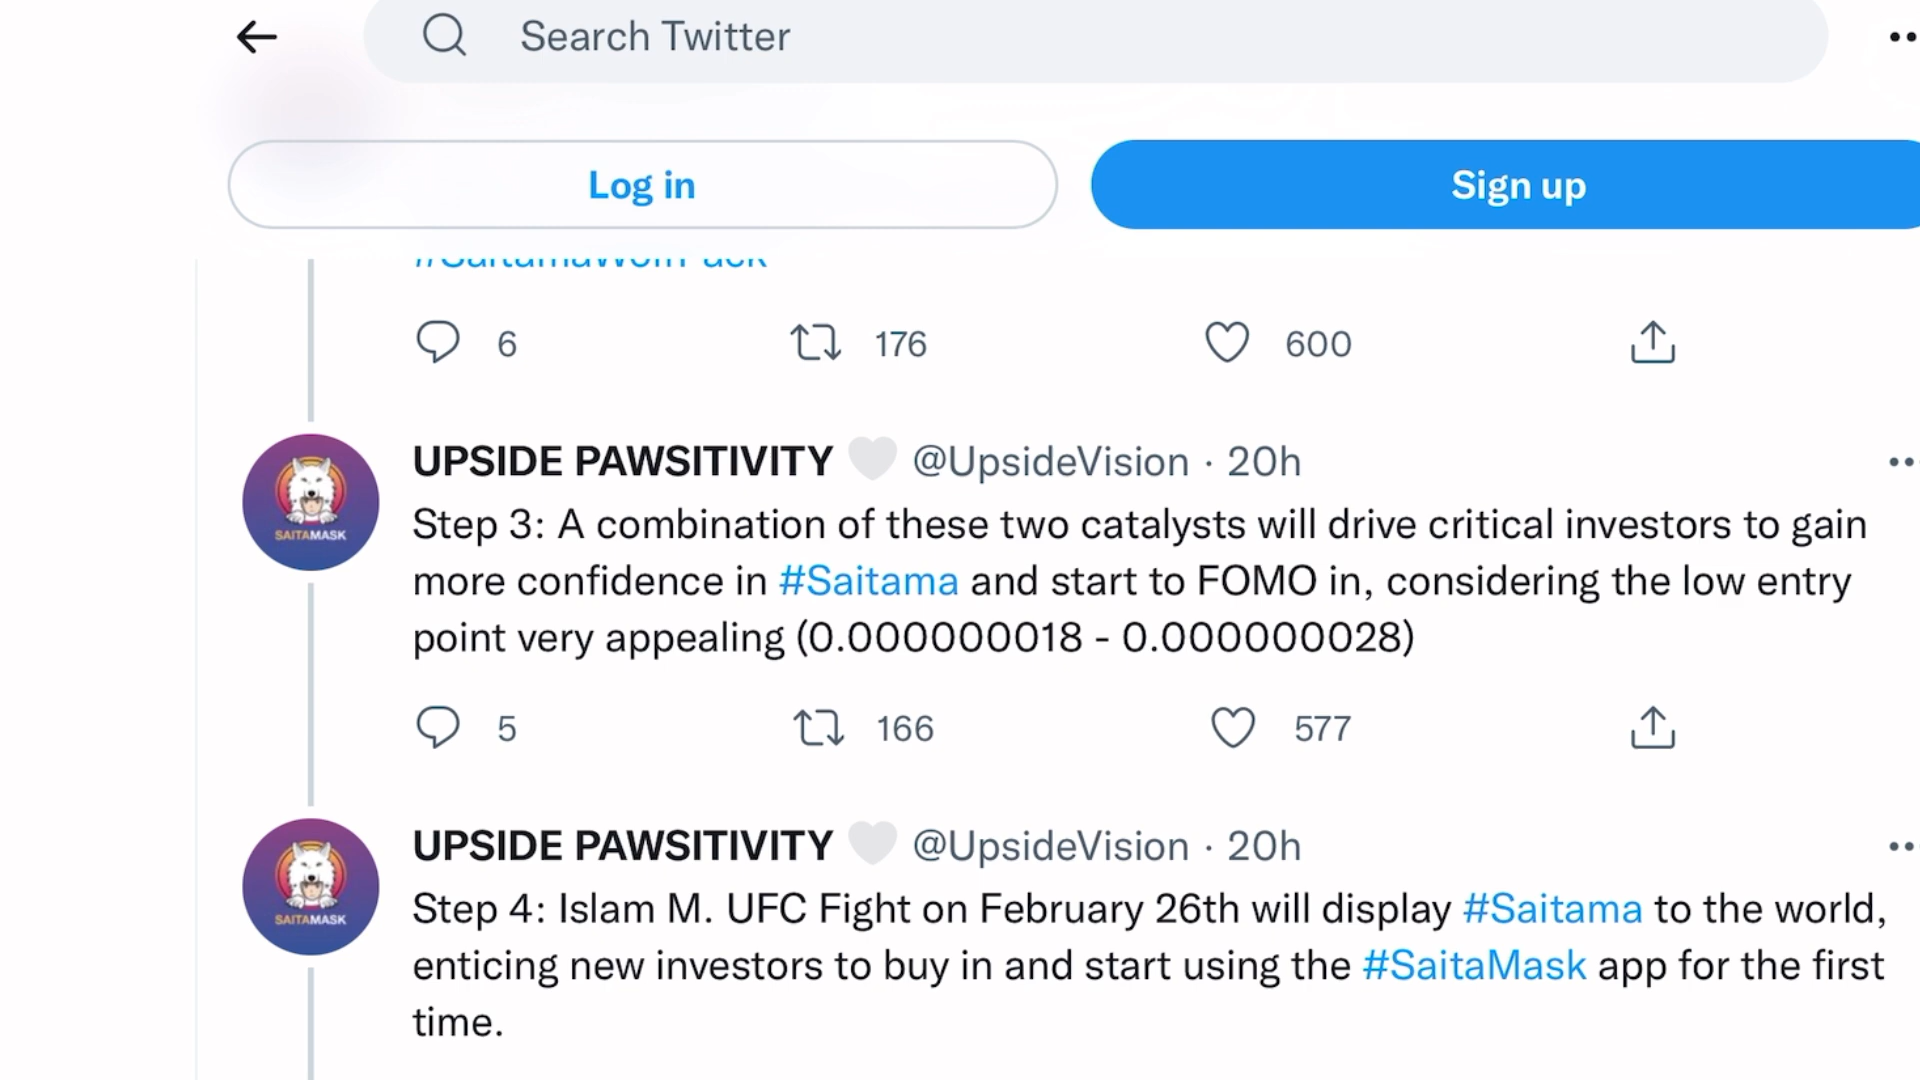 Search Twitter
Log in
Sign up
#SaitamaWolfPack
6 176 600
UPSIDE PAWSITIVITY 🤍 @UpsideVision · 20h
Step 3: A combination of these two catalysts will drive critical investors to gain
more confidence in #Saitama and start to FOMO in, considering the low entry
point very appealing (0.000000018 - 0.000000028)
SAITAMASK
5 166 577
UPSIDE PAWSITIVITY 🤍 @UpsideVision · 20h
Step 4: Islam M. UFC Fight on February 26th will display #Saitama to the world,
enticing new investors to buy in and start using the #SaitaMask app for the first
time.
SAITAMASK